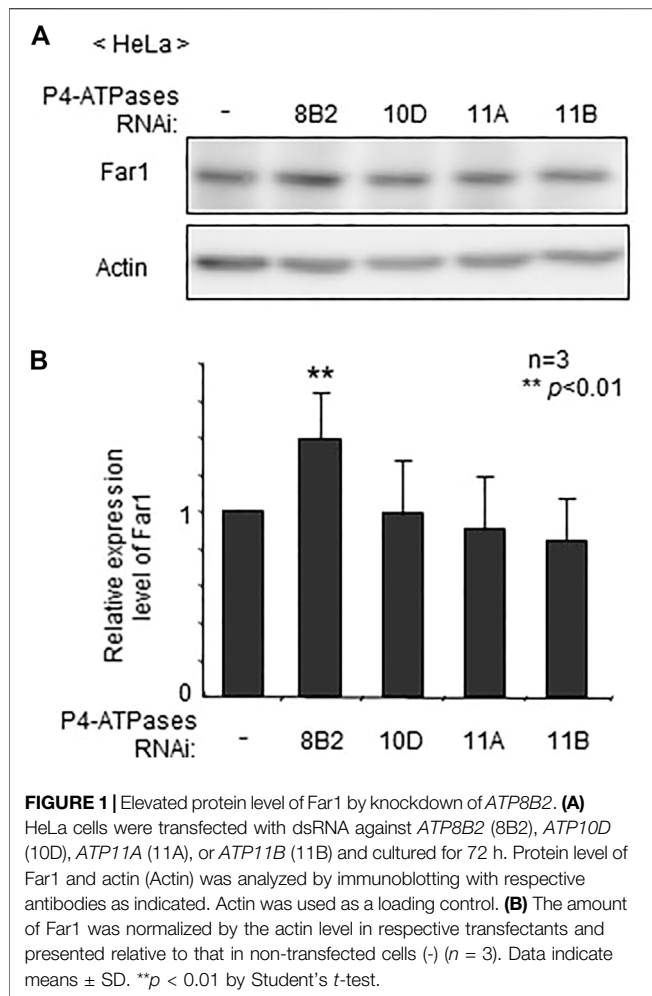 A
< HeLa >
P4-ATPases
RNAi:
- 8B2 10D 11A 11B
Far1
Actin
B
n=3
** p<0.01
**
Relative expression
level of Far1
1
0
P4-ATPases
RNAi:
- 8B2 10D 11A 11B
FIGURE 1 | Elevated protein level of Far1 by knockdown of ATP8B2. (A)
HeLa cells were transfected with dsRNA against ATP8B2 (8B2), ATP10D
(10D), ATP11A (11A), or ATP11B (11B) and cultured for 72 h. Protein level of
Far1 and actin (Actin) was analyzed by immunoblotting with respective
antibodies as indicated. Actin was used as a loading control. (B) The amount
of Far1 was normalized by the actin level in respective transfectants and
presented relative to that in non-transfected cells (-) (n = 3). Data indicate
means ± SD. **p < 0.01 by Student's t-test.